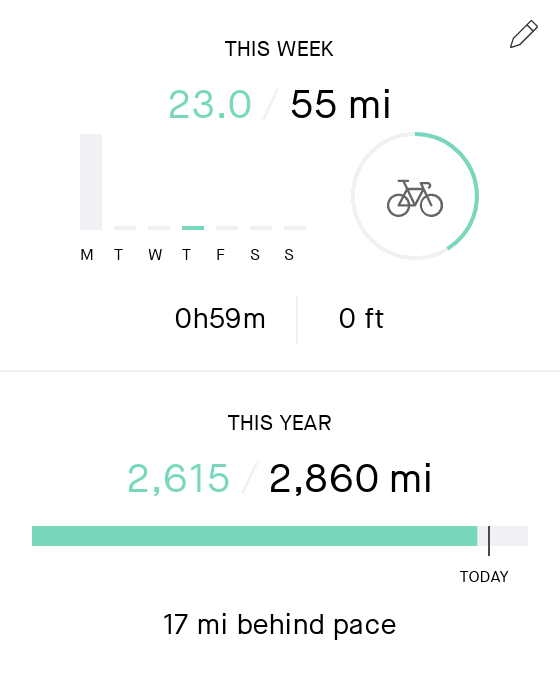 THIS WEEK
23.0 / 55 mi
M T W T F S S
0h59m 0 ft
THIS YEAR
2,615 / 2,860 mi
TODAY
17 mi behind pace